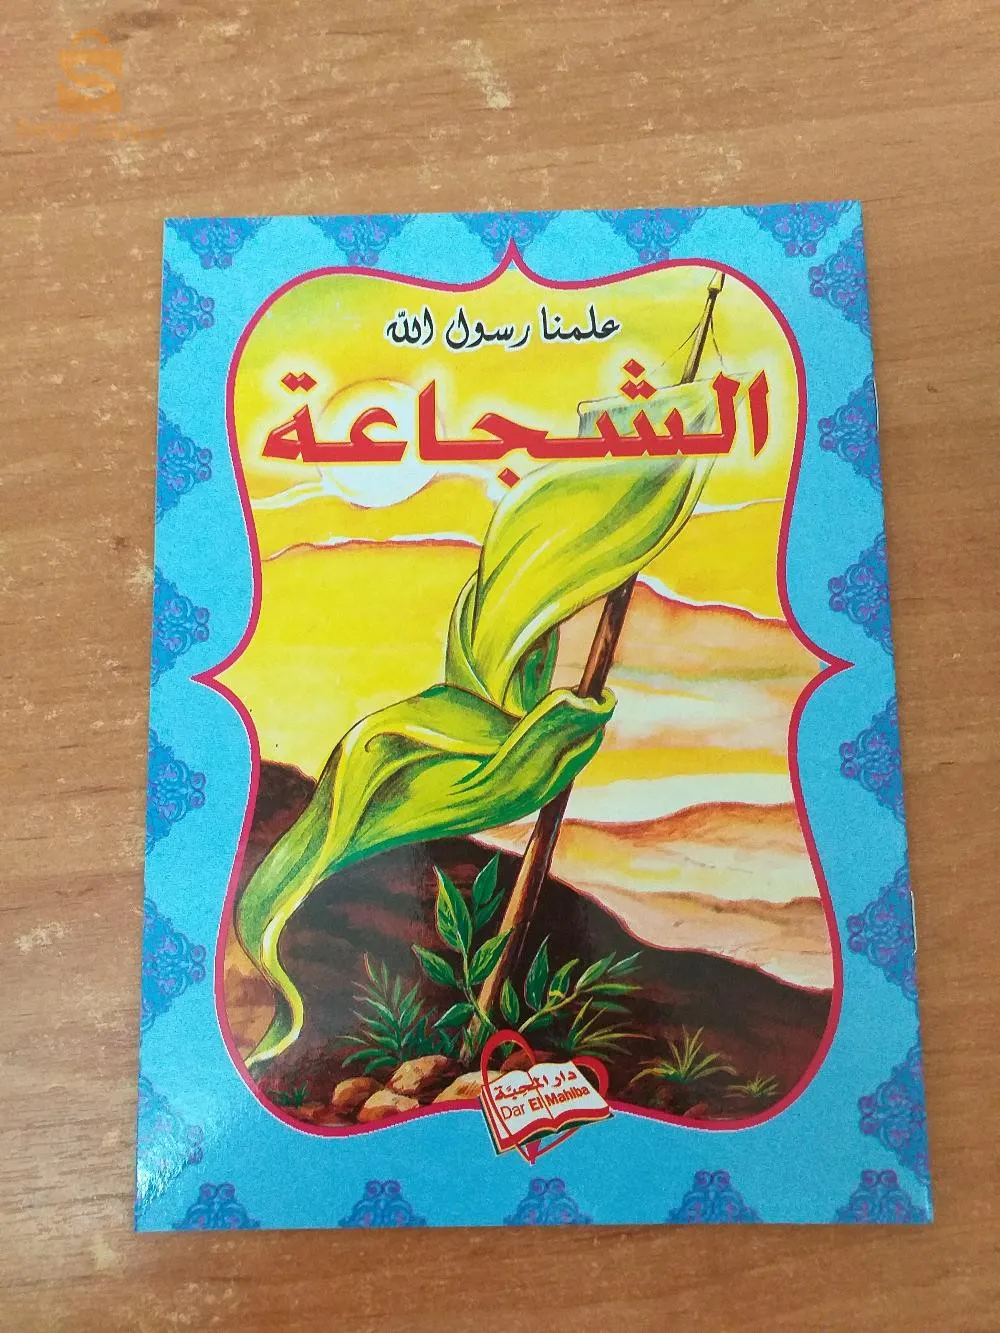 علمنا رسول الله
الشجاعة
دار المحبة
Dar El Mahiba